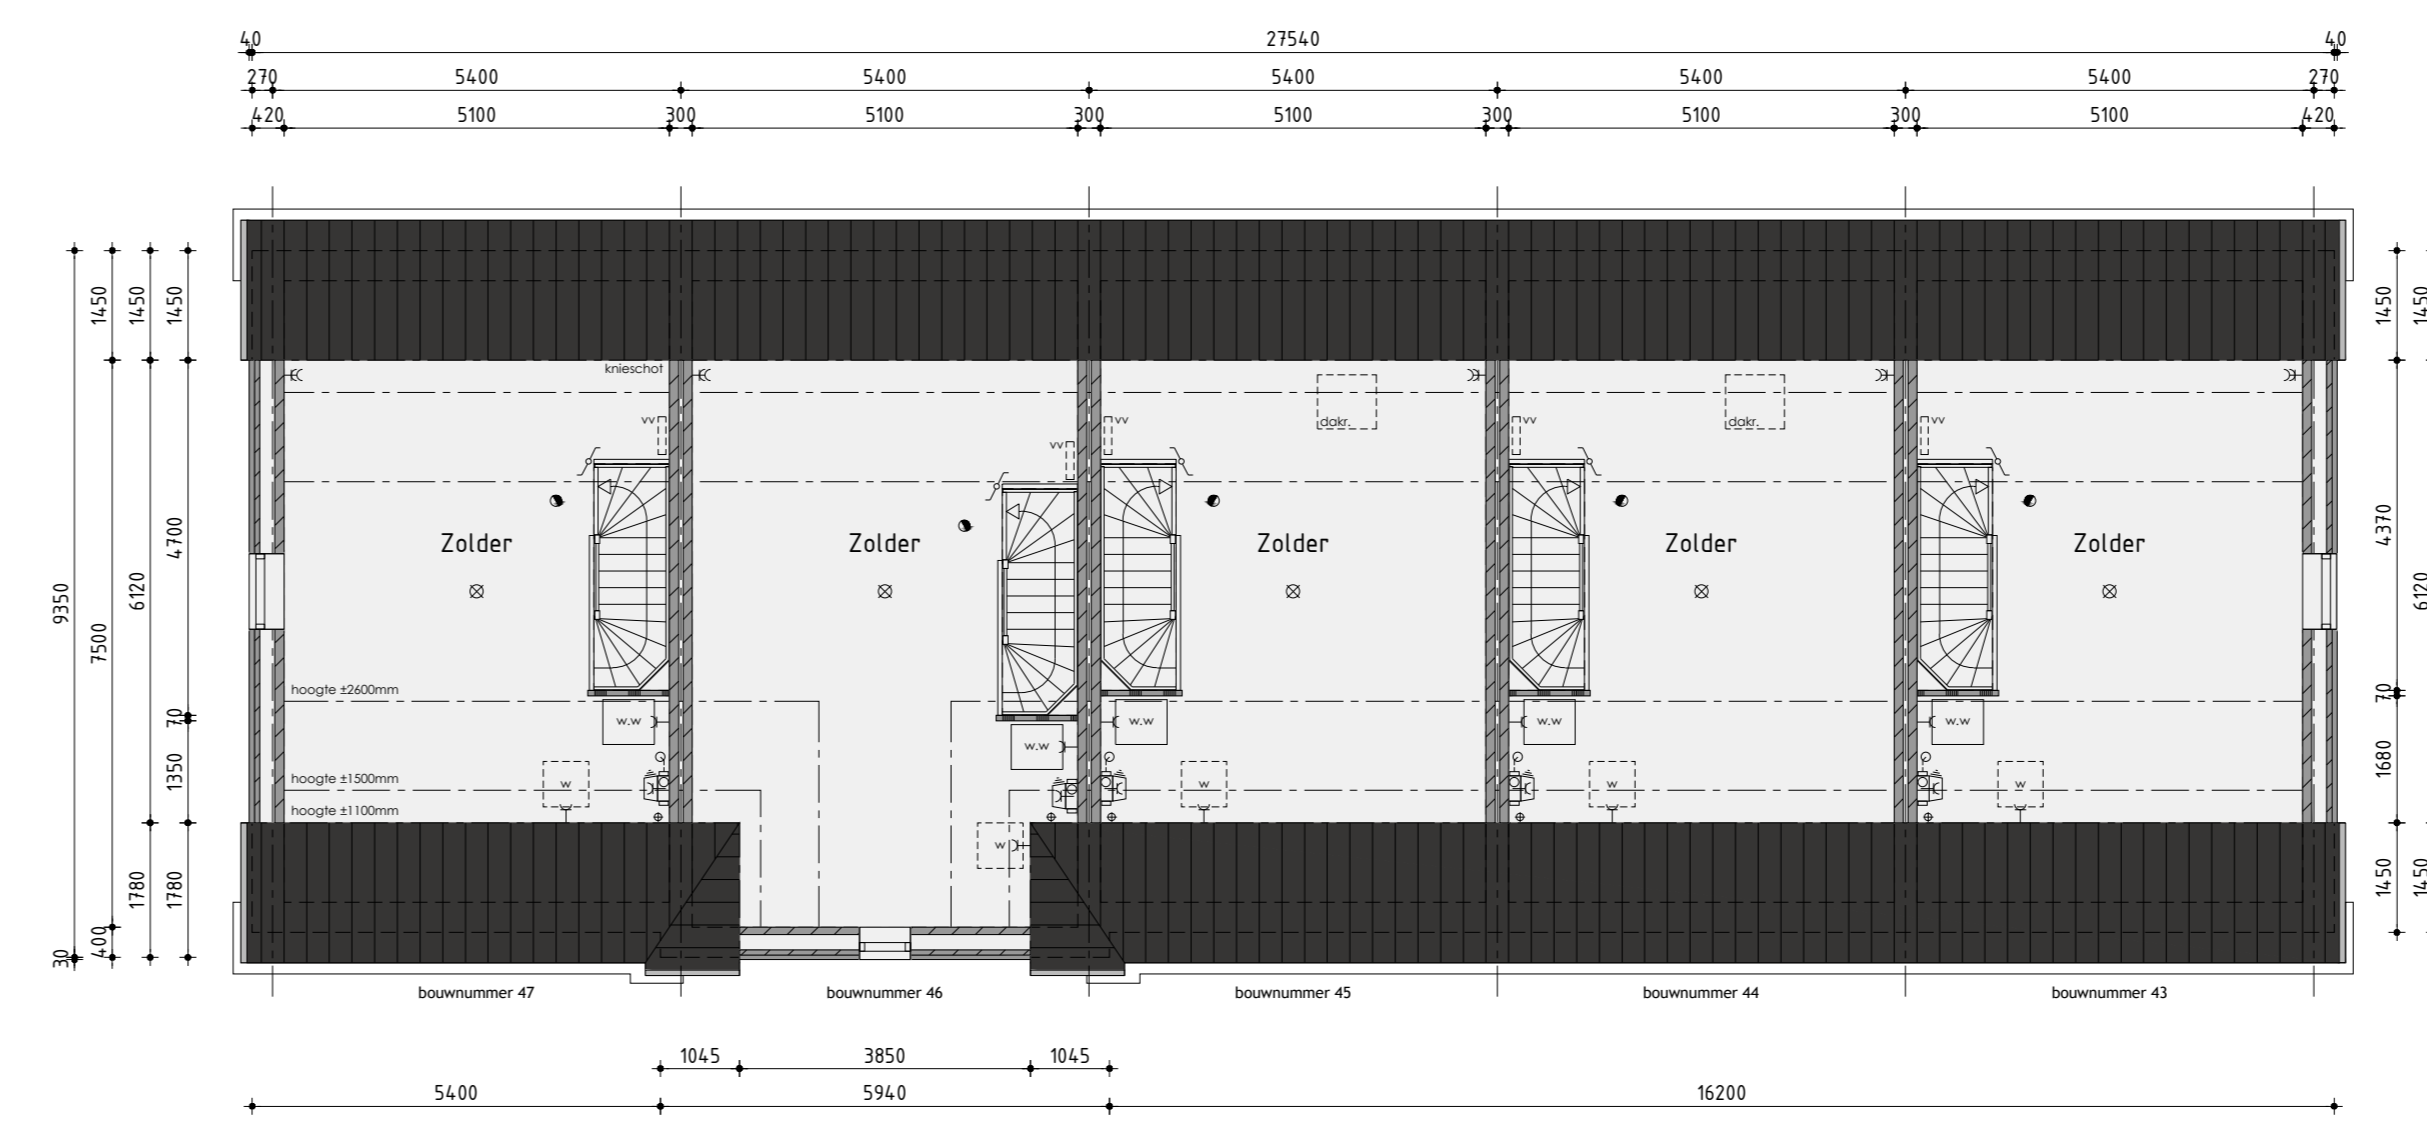 40 27540 40
270 5400 5400 5400 5400 5400 270
420 5100 300 5100 300 5100 300 5100 300 5100 420
1450 1450 1450 1450 1450
knieschot
vv vv vv vv vv
dakr. dakr.
Zolder Zolder Zolder Zolder Zolder
9350 7500 6120 4700 4370 6120
hoogte ±2600mm
70 70
w.w w.w w.w w.w w.w
1350 1680
hoogte ±1500mm
w w w w w
hoogte ±1100mm
30 400 1780 1780 1450 1450
bouwnummer 47 bouwnummer 46 bouwnummer 45 bouwnummer 44 bouwnummer 43
1045 3850 1045
5400 5940 16200